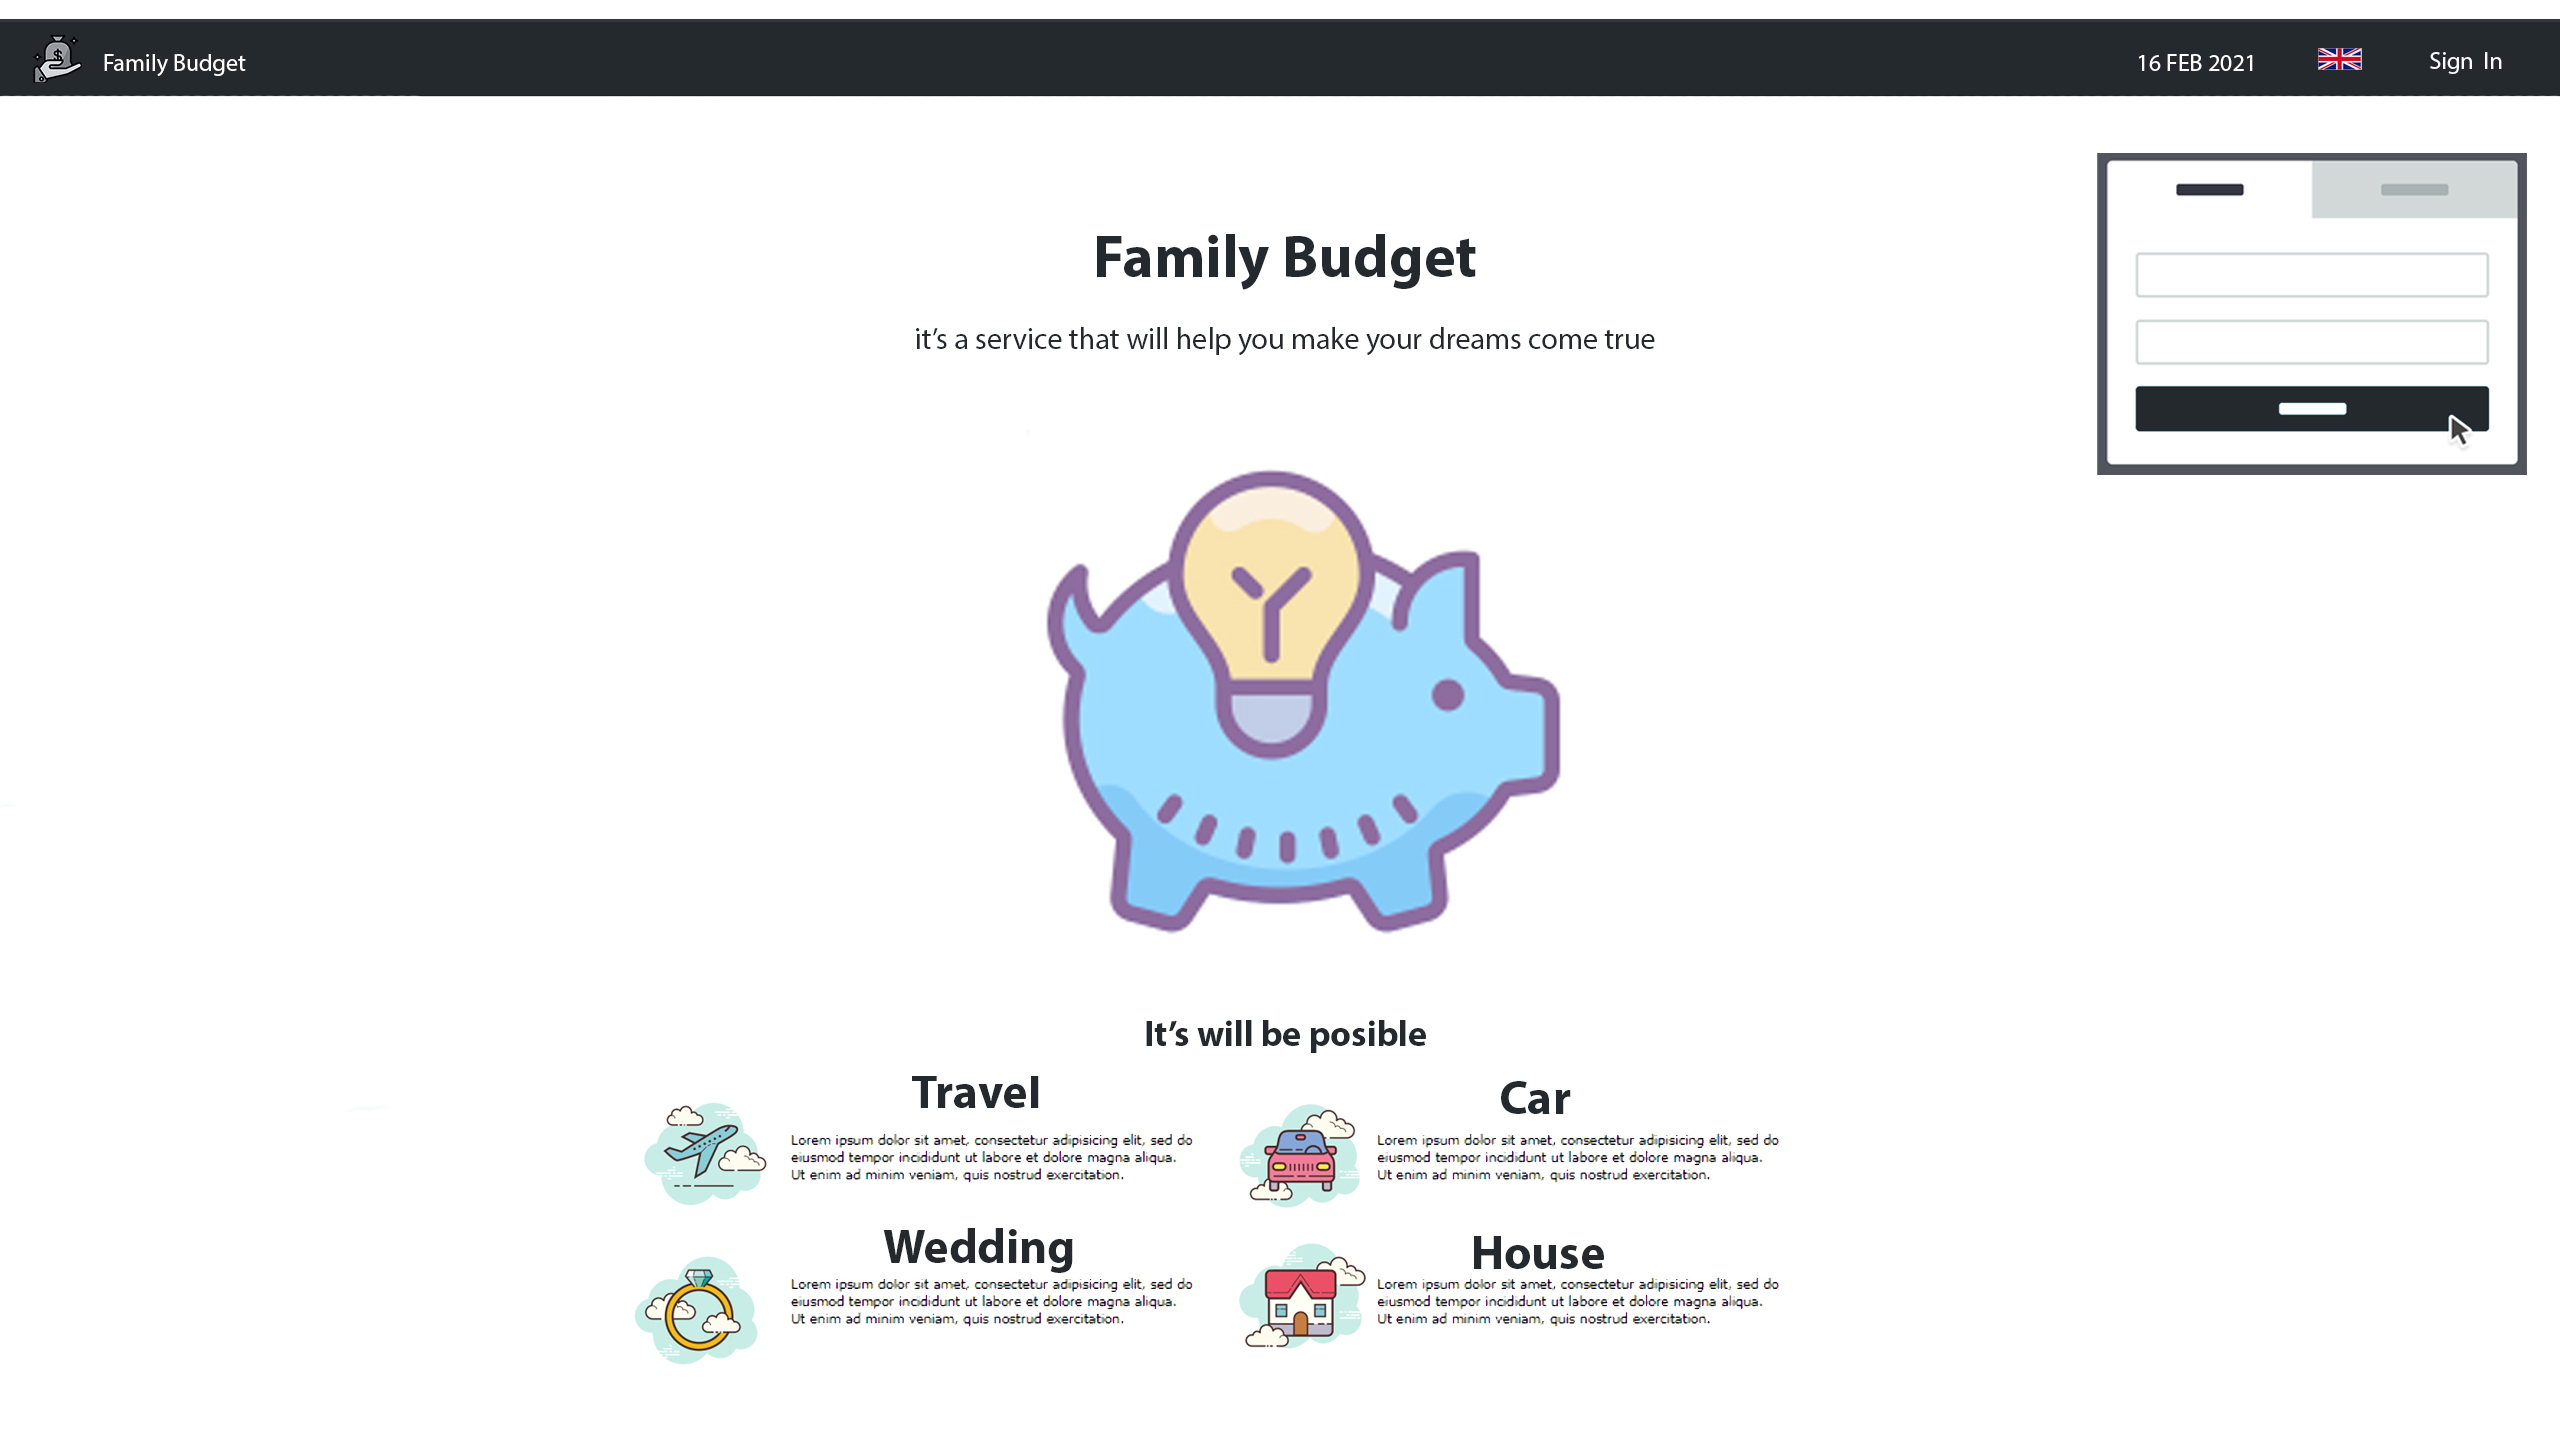 Family Budget
16 FEB 2021
Sign In
Family Budget
it’s a service that will help you make your dreams come true
It’s will be posible
Travel
Lorem ipsum dolor sit amet, consectetur adipisicing elit, sed do
eiusmod tempor incididunt ut labore et dolore magna aliqua.
Ut enim ad minim veniam, quis nostrud exercitation.
Car
Lorem ipsum dolor sit amet, consectetur adipisicing elit, sed do
eiusmod tempor incididunt ut labore et dolore magna aliqua.
Ut enim ad minim veniam, quis nostrud exercitation.
Wedding
Lorem ipsum dolor sit amet, consectetur adipisicing elit, sed do
eiusmod tempor incididunt ut labore et dolore magna aliqua.
Ut enim ad minim veniam, quis nostrud exercitation.
House
Lorem ipsum dolor sit amet, consectetur adipisicing elit, sed do
eiusmod tempor incididunt ut labore et dolore magna aliqua.
Ut enim ad minim veniam, quis nostrud exercitation.